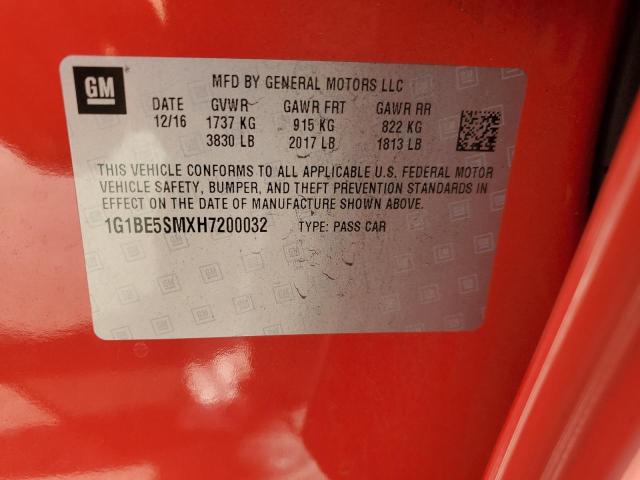 GM
MFD BY GENERAL MOTORS LLC
DATE GVWR GAWR FRT GAWR RR
12/16 1737 KG 915 KG 822 KG
3830 LB 2017 LB 1813 LB
THIS VEHICLE CONFORMS TO ALL APPLICABLE U.S. FEDERAL MOTOR
VEHICLE SAFETY, BUMPER, AND THEFT PREVENTION STANDARDS IN
EFFECT ON THE DATE OF MANUFACTURE SHOWN ABOVE.
1G1BE5SMXH7200032 TYPE: PASS CAR